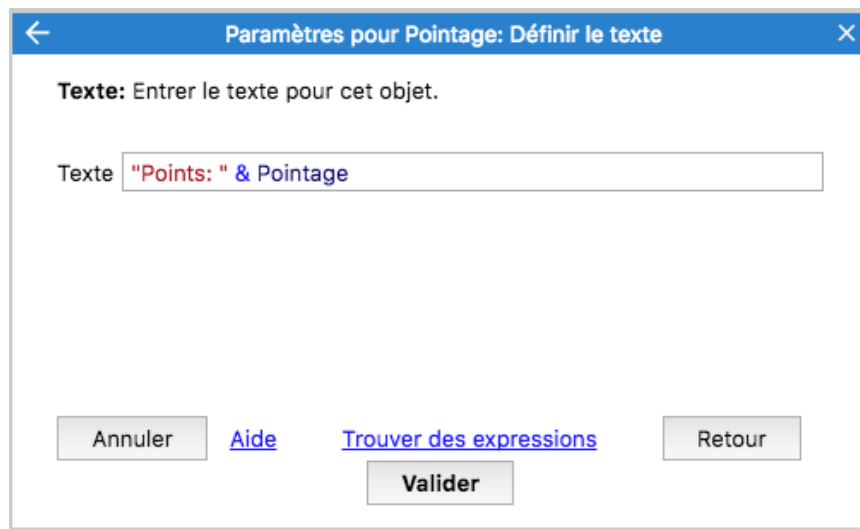 Paramètres pour Pointage: Définir le texte
Texte: Entrer le texte pour cet objet.
Texte "Points: " & Pointage
Annuler Aide Trouver des expressions Retour
Valider